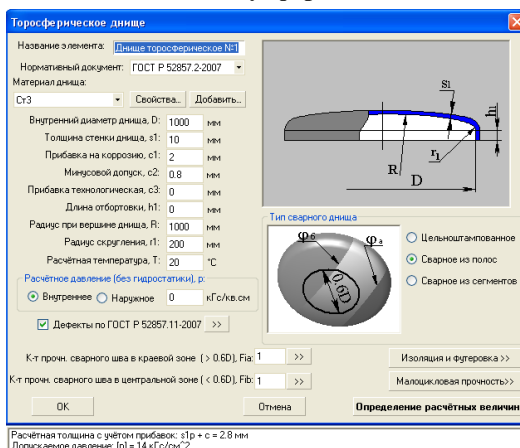 Торосферическое днище
Название элемента: Днище торосферическое №1
Нормативный документ: ГОСТ Р 52857.2-2007
Материал днища:
Ст3 Свойства... Добавить...
Внутренний диаметр днища, D: 1000 мм
Толщина стенки днища, s1: 10 мм
Прибавка на коррозию, c1: 2 мм
Минусовой допуск, c2: 0.8 мм
Прибавка технологическая, c3: 0 мм
Длина отбортовки, h1: 0 мм
Радиус при вершине днища, R: 1000 мм
Радиус скругления, r1: 200 мм
Расчётная температура, T: 20 °C
Расчётное давление (без гидростатики), p:
Внутреннее Наружное 0 кГс/кв.см
Дефекты по ГОСТ Р 52857.11-2007 >>
s1
h1
r1
R
D
Тип сварного днища
φб
φа
0.6D
Цельноштампованное
Сварное из полос
Сварное из сегментов
К-т прочн. сварного шва в краевой зоне ( > 0.6D), Fia: 1 >> Изоляция и футеровка >>
К-т прочн. сварного шва в центральной зоне ( < 0.6D), Fib: 1 >> Малоцикловая прочность >>
OK Отмена Определение расчётных величин
Расчётная толщина с учётом прибавок: s1p + c = 2.8 мм
Допускаемое давление: [p] = 14 кГс/см^2